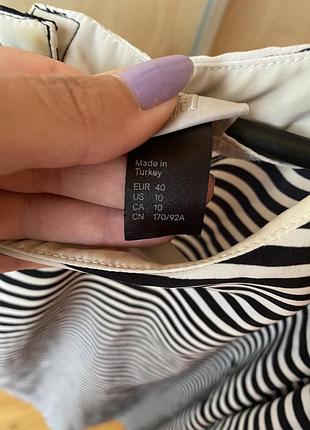 Made in
Turkey
EUR 40
US 10
CA 10
CN 170/92A